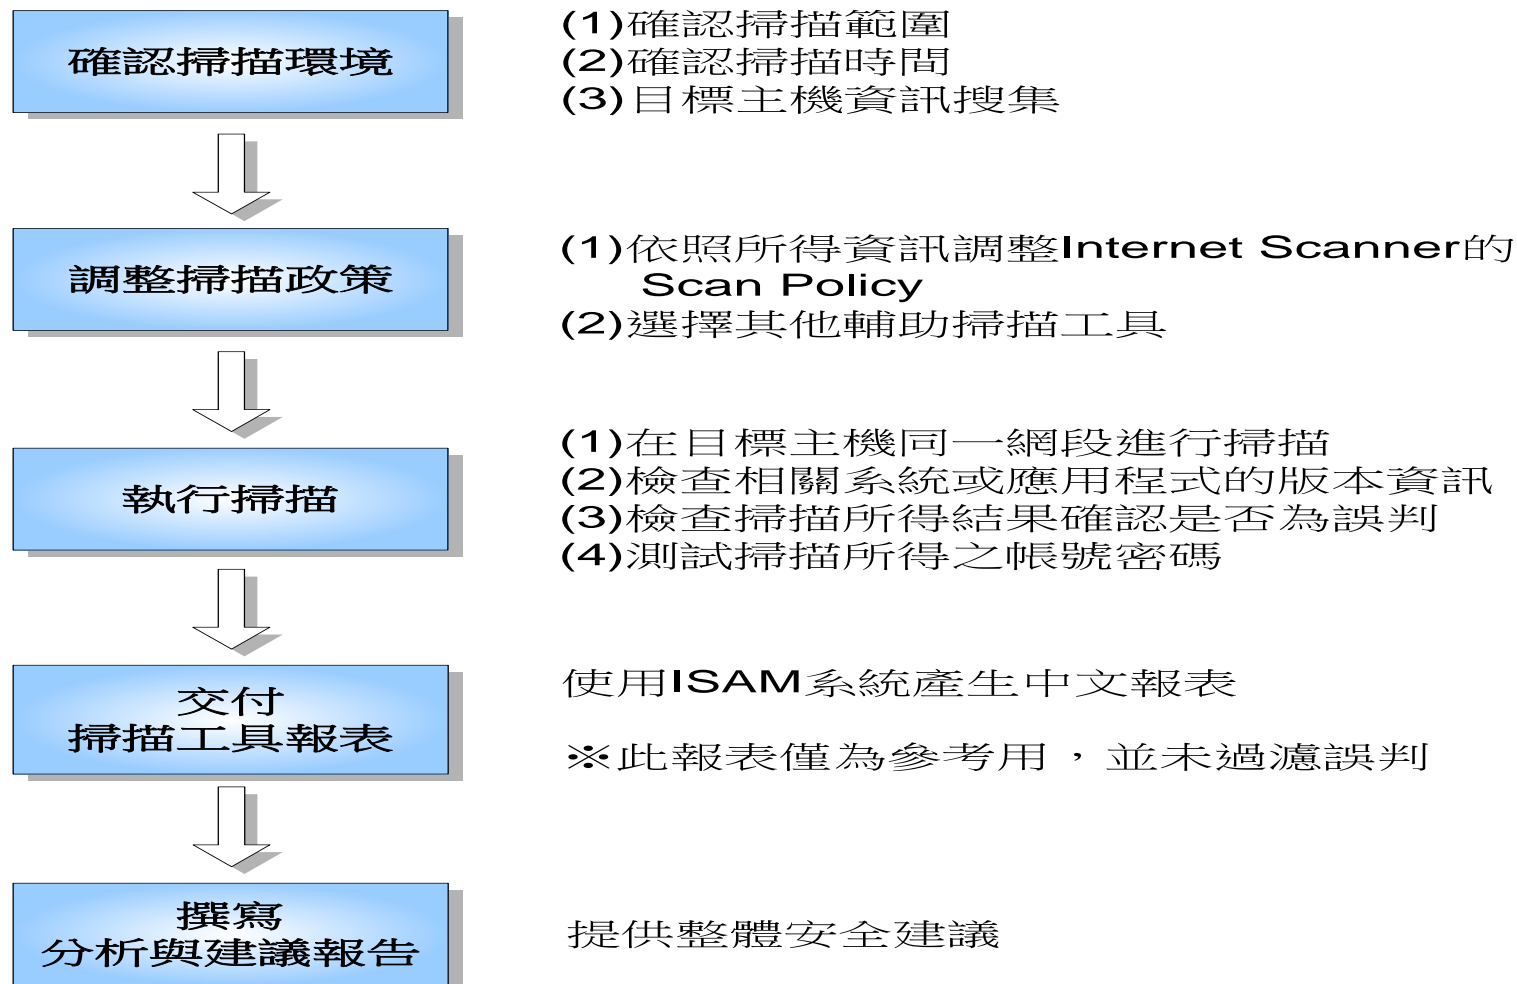 確認掃描環境
(1)確認掃描範圍
(2)確認掃描時間
(3)目標主機資訊搜集
調整掃描政策
(1)依照所得資訊調整Internet Scanner的
Scan Policy
(2)選擇其他輔助掃描工具
執行掃描
(1)在目標主機同一網段進行掃描
(2)檢查相關系統或應用程式的版本資訊
(3)檢查掃描所得結果確認是否為誤判
(4)測試掃描所得之帳號密碼
交付
掃描工具報表
使用ISAM系統產生中文報表
※此報表僅為參考用，並未過濾誤判
撰寫
分析與建議報告
提供整體安全建議